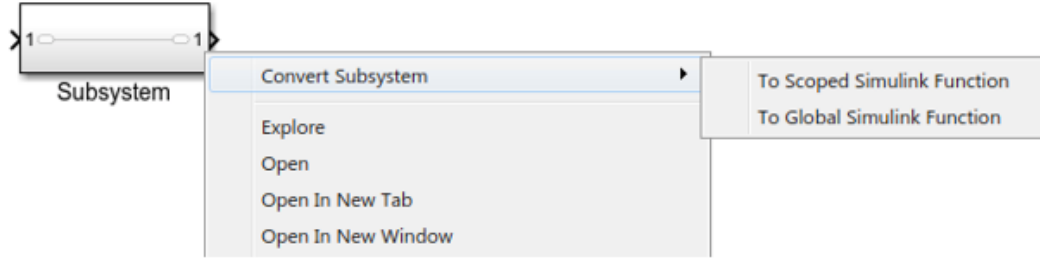 1 1
Subsystem
Convert Subsystem
To Scoped Simulink Function
To Global Simulink Function
Explore
Open
Open In New Tab
Open In New Window